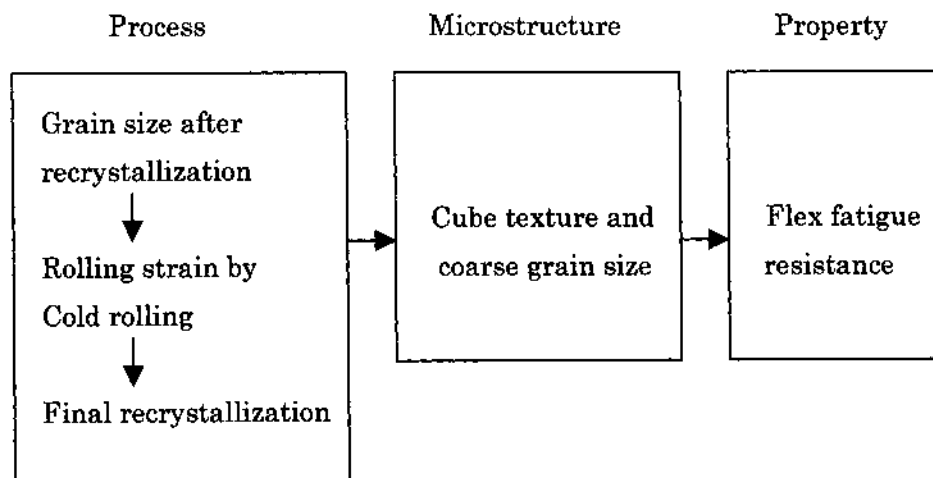 Process
Microstructure
Property
Grain size after
recrystallization
Rolling strain by
Cold rolling
Final recrystallization
Cube texture and
coarse grain size
Flex fatigue
resistance